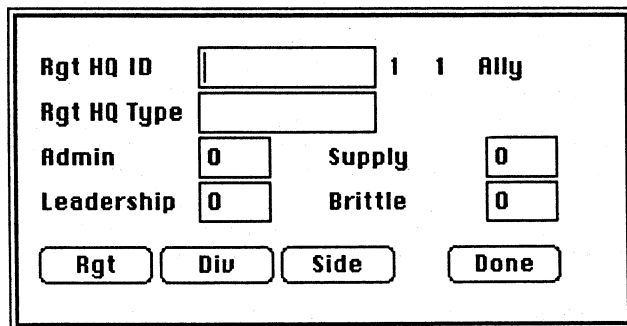 Rgt HQ ID 1 1 Ally
Rgt HQ Type
Admin 0 Supply 0
Leadership 0 Brittle 0
Rgt Div Side Done